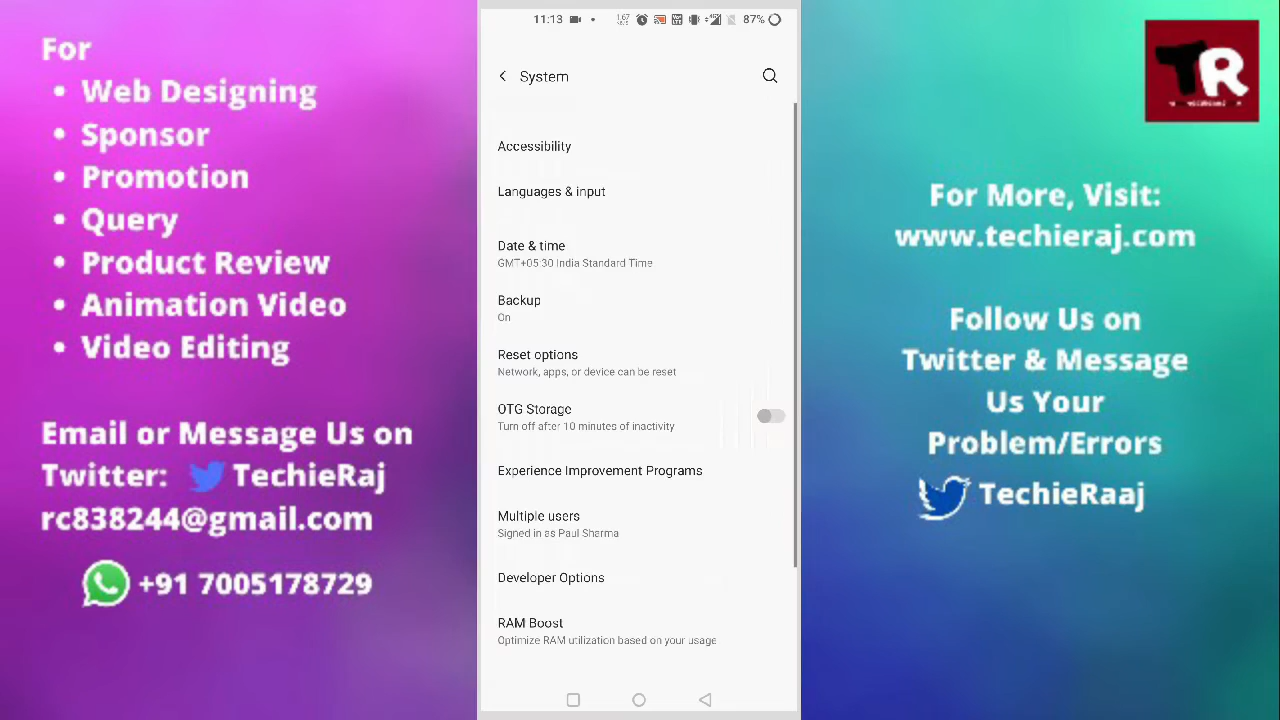 For
• Web Designing
• Sponsor
• Promotion
• Query
• Product Review
• Animation Video
• Video Editing
Email or Message Us on
Twitter: TechieRaj
rc838244@gmail.com
+91 7005178729
11:13
87%
System
Accessibility
Languages & input
Date & time
GMT+05:30 India Standard Time
Backup
On
Reset options
Network, apps, or device can be reset
OTG Storage
Turn off after 10 minutes of inactivity
Experience Improvement Programs
Multiple users
Signed in as Paul Sharma
Developer Options
RAM Boost
Optimize RAM utilization based on your usage
TR
For More, Visit:
www.techieraj.com
Follow Us on
Twitter & Message
Us Your
Problem/Errors
TechieRaaj